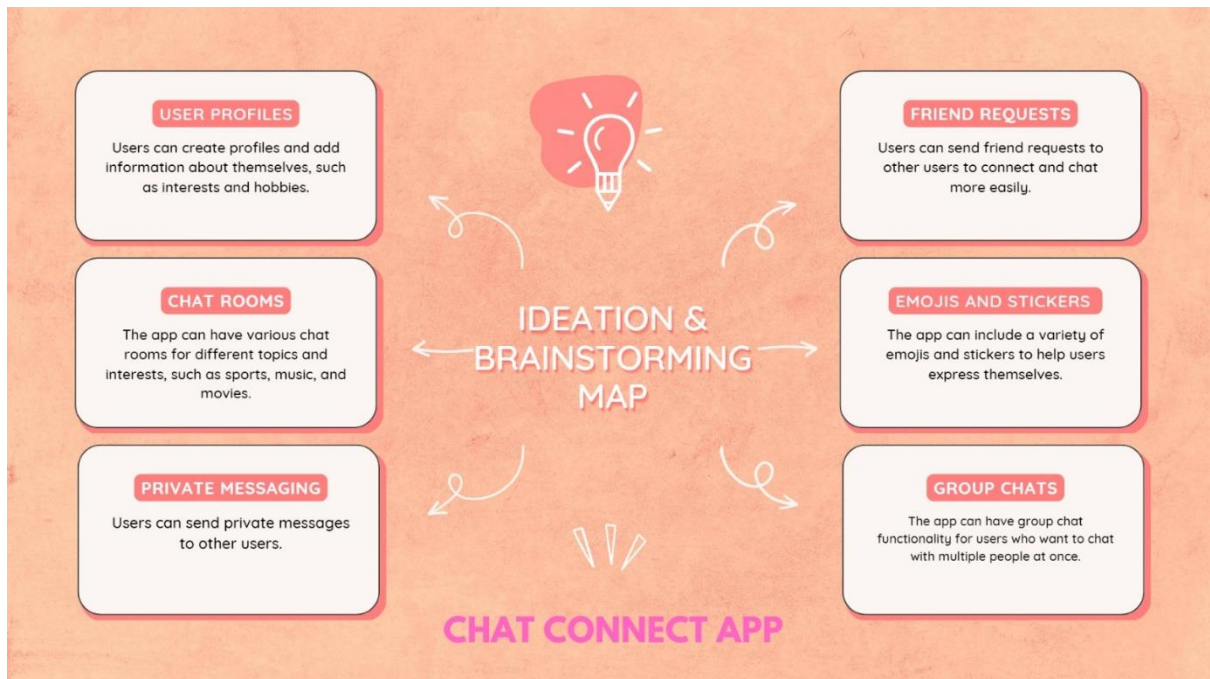 USER PROFILES
Users can create profiles and add
information about themselves, such
as interests and hobbies.
CHAT ROOMS
The app can have various chat
rooms for different topics and
interests, such as sports, music, and
movies.
PRIVATE MESSAGING
Users can send private messages
to other users.
IDEATION &
BRAINSTORMING
MAP
CHAT CONNECT APP
FRIEND REQUESTS
Users can send friend requests to
other users to connect and chat
more easily.
EMOJIS AND STICKERS
The app can include a variety of
emojis and stickers to help users
express themselves.
GROUP CHATS
The app can have group chat
functionality for users who want to chat
with multiple people at once.